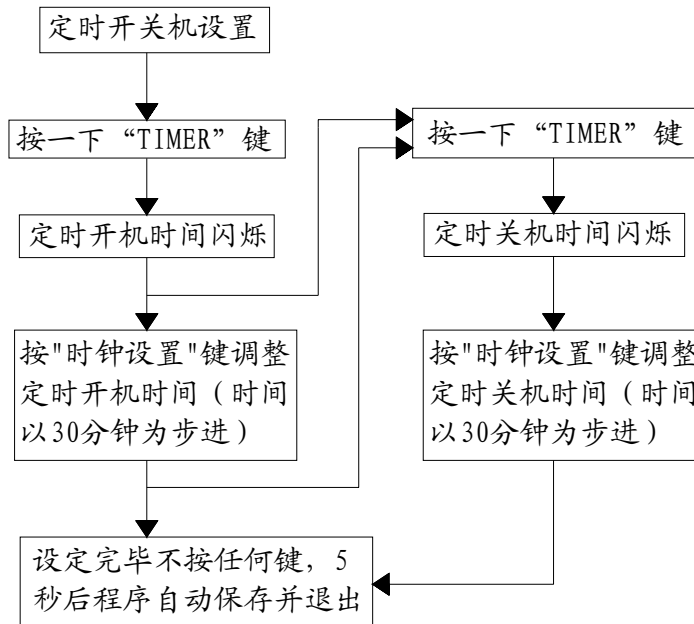 定时开关机设置
按一下“TIMER”键
定时开机时间闪烁
按"时钟设置"键调整
定时开机时间（时间
以30分钟为步进）
按一下“TIMER”键
定时关机时间闪烁
按"时钟设置"键调整
定时关机时间（时间
以30分钟为步进）
设定完毕不按任何键，5
秒后程序自动保存并退出